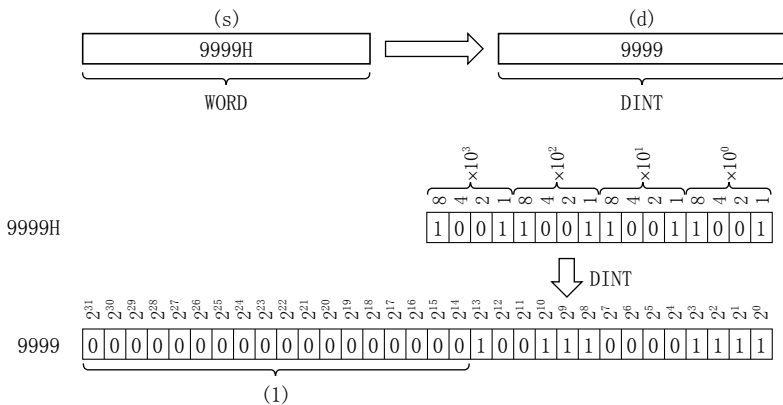 (s) (d)
9999H 9999
WORD DINT
×10³ ×10² ×10¹ ×10⁰
8 4 2 1 8 4 2 1 8 4 2 1 8 4 2 1
9999H 1 0 0 1 1 0 0 1 1 0 0 1 1 0 0 1
DINT
2³¹ 2³⁰ 2²⁹ 2²⁸ 2²⁷ 2²⁶ 2²⁵ 2²⁴ 2²³ 2²² 2²¹ 2²⁰ 2¹⁹ 2¹⁸ 2¹⁷ 2¹⁶ 2¹⁵ 2¹⁴ 2¹³ 2¹² 2¹¹ 2¹⁰ 2⁹ 2⁸ 2⁷ 2⁶ 2⁵ 2⁴ 2³ 2² 2¹ 2⁰
9999 0 0 0 0 0 0 0 0 0 0 0 0 0 0 0 0 0 0 1 0 0 1 1 1 0 0 0 0 1 1 1 1
(1)